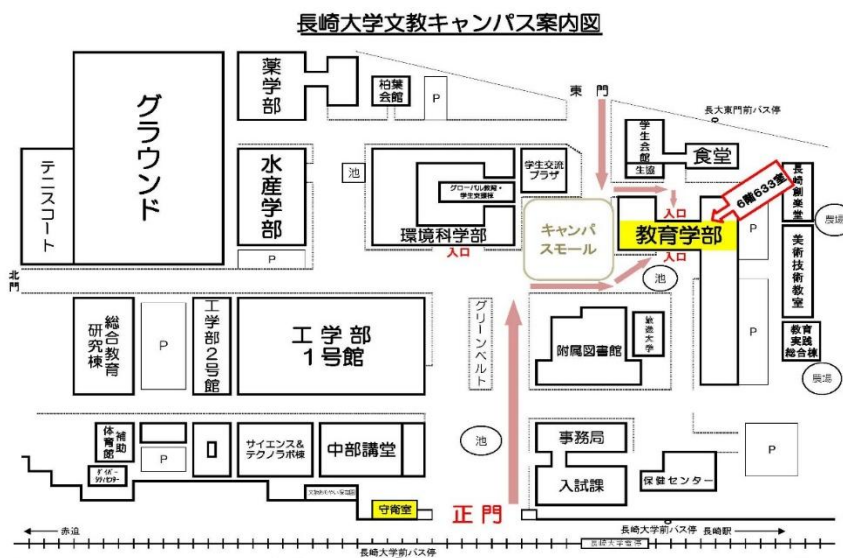 長崎大学文教キャンパス案内図
グラウンド
テニスコート
薬学部
柏葉
会館
P
東門
長大東門前バス停
水産学部
P
池
学生交流
プラザ
グローバル教育・
学生支援棟
環境科学部
入口
キャンパ
スモール
学生会館
生協
食堂
6階633室
長崎創楽堂
農場
入口
教育学部
入口
池
美術技術教室
北門
総合教育
研究棟
P
工学部2号館
工学部
1号館
グリーンベルト
附属図書館
放送大学
P
教育
実践
総合棟
農場
補助
体育館
P
サイエンス&
テクノラボ棟
中部講堂
池
事務局
入試課
保健センター
P
守衛室
正門
赤迫
長崎大学前バス停
長崎大学前バス停
長崎大学電停
長崎駅